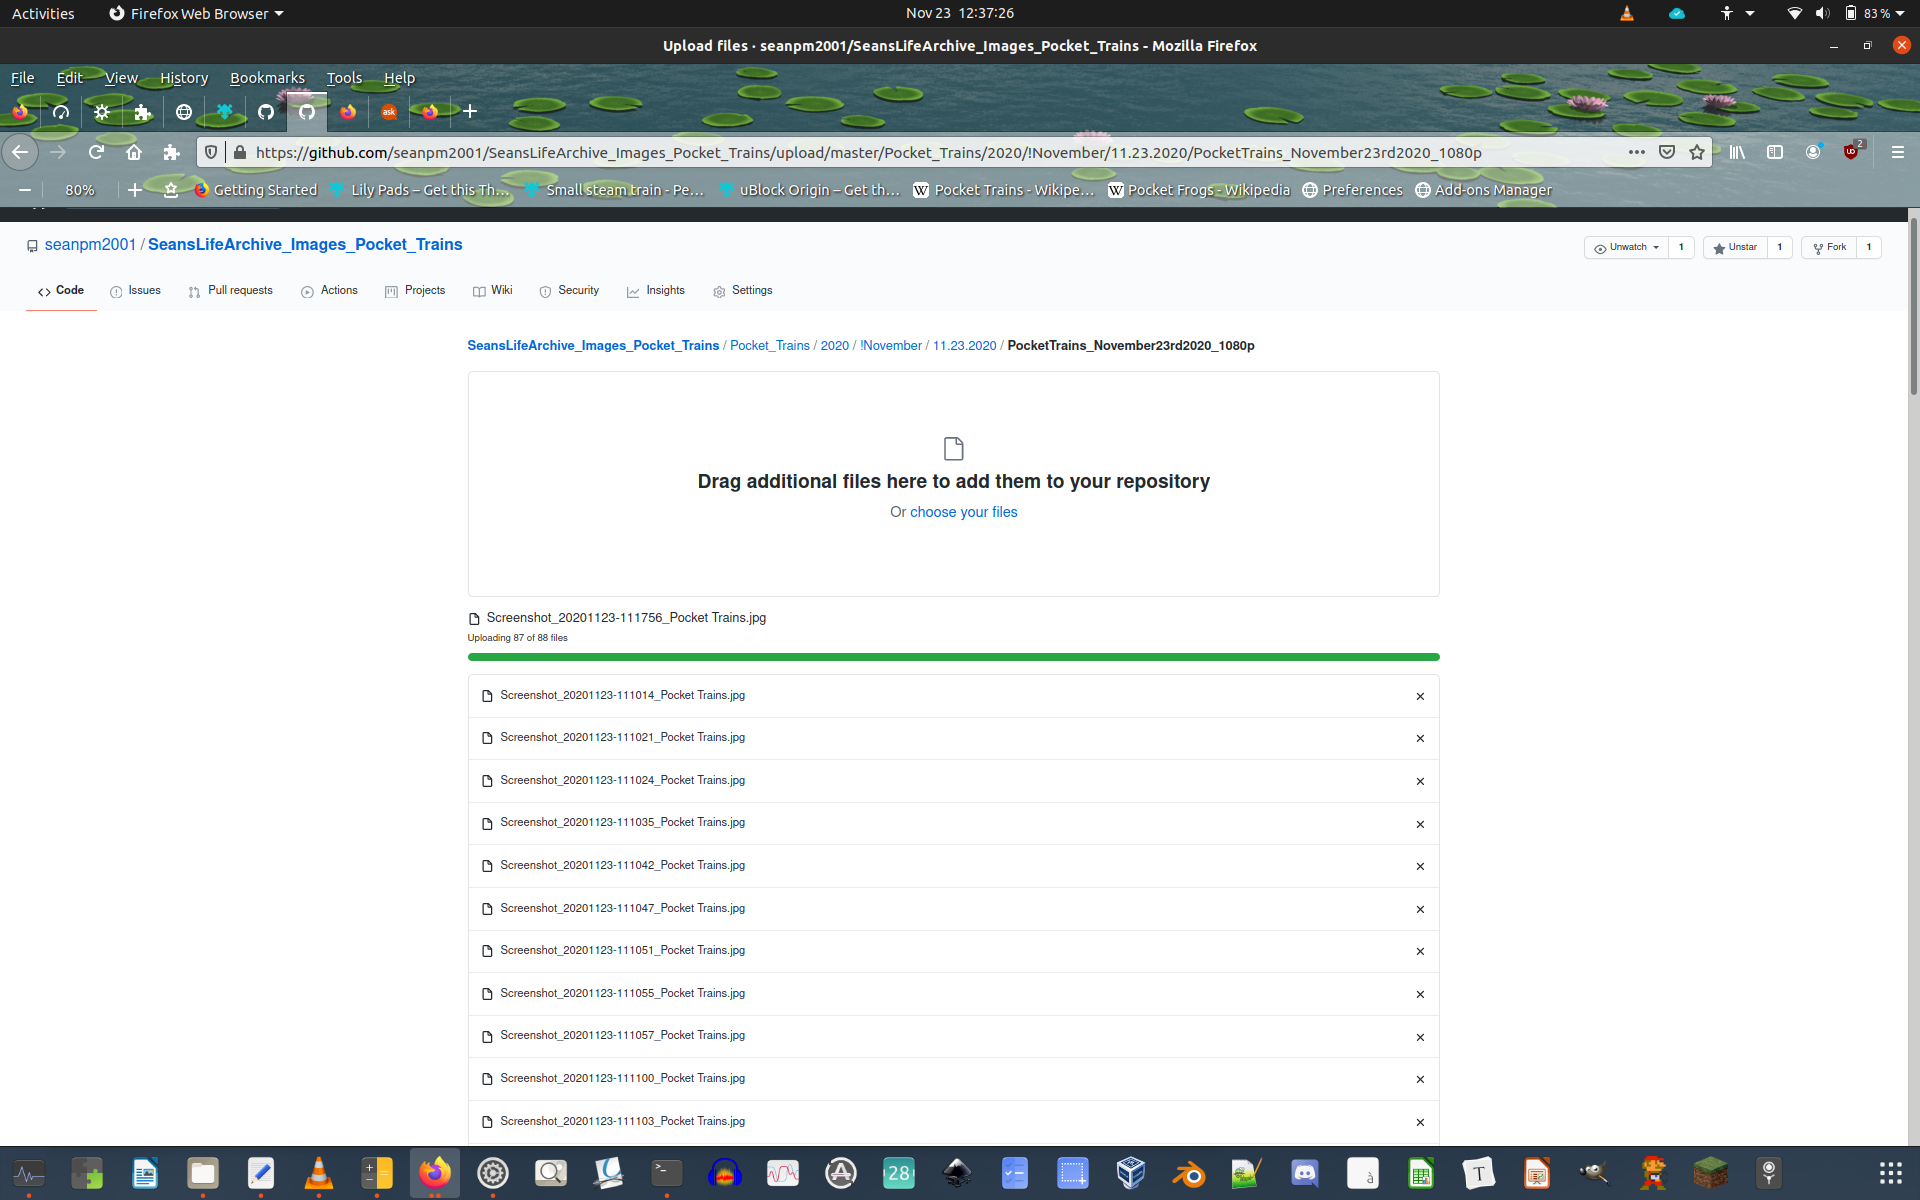 Activities Firefox Web Browser Nov 23 12:37:26 83 %
Upload files · seanpm2001/SeansLifeArchive_Images_Pocket_Trains - Mozilla Firefox
File Edit View History Bookmarks Tools Help
ask
https://github.com/seanpm2001/SeansLifeArchive_Images_Pocket_Trains/upload/master/Pocket_Trains/2020/!November/11.23.2020/PocketTrains_November23rd2020_1080p 2
80% Getting Started Lily Pads – Get this Th… Small steam train - Pe… uBlock Origin – Get th… Pocket Trains - Wikipe… Pocket Frogs - Wikipedia Preferences Add-ons Manager
seanpm2001 / SeansLifeArchive_Images_Pocket_Trains Unwatch 1 Unstar 1 Fork 1
Code Issues Pull requests Actions Projects Wiki Security Insights Settings
SeansLifeArchive_Images_Pocket_Trains / Pocket_Trains / 2020 / !November / 11.23.2020 / PocketTrains_November23rd2020_1080p
Drag additional files here to add them to your repository
Or choose your files
Screenshot_20201123-111756_Pocket Trains.jpg
Uploading 87 of 88 files
Screenshot_20201123-111014_Pocket Trains.jpg
Screenshot_20201123-111021_Pocket Trains.jpg
Screenshot_20201123-111024_Pocket Trains.jpg
Screenshot_20201123-111035_Pocket Trains.jpg
Screenshot_20201123-111042_Pocket Trains.jpg
Screenshot_20201123-111047_Pocket Trains.jpg
Screenshot_20201123-111051_Pocket Trains.jpg
Screenshot_20201123-111055_Pocket Trains.jpg
Screenshot_20201123-111057_Pocket Trains.jpg
Screenshot_20201123-111100_Pocket Trains.jpg
Screenshot_20201123-111103_Pocket Trains.jpg
28 à T